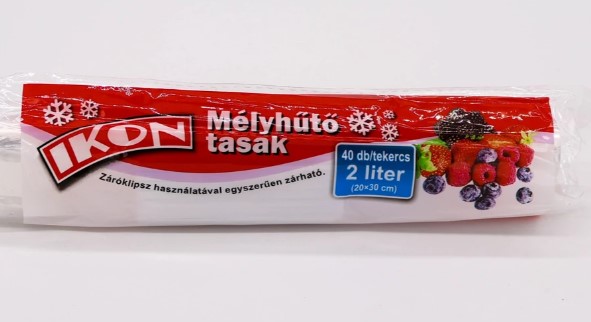 IKON
Mélyhűtő
tasak
Záróklipsz használatával egyszerűen zárható.
40 db/tekercs
2 liter
(20×30 cm)